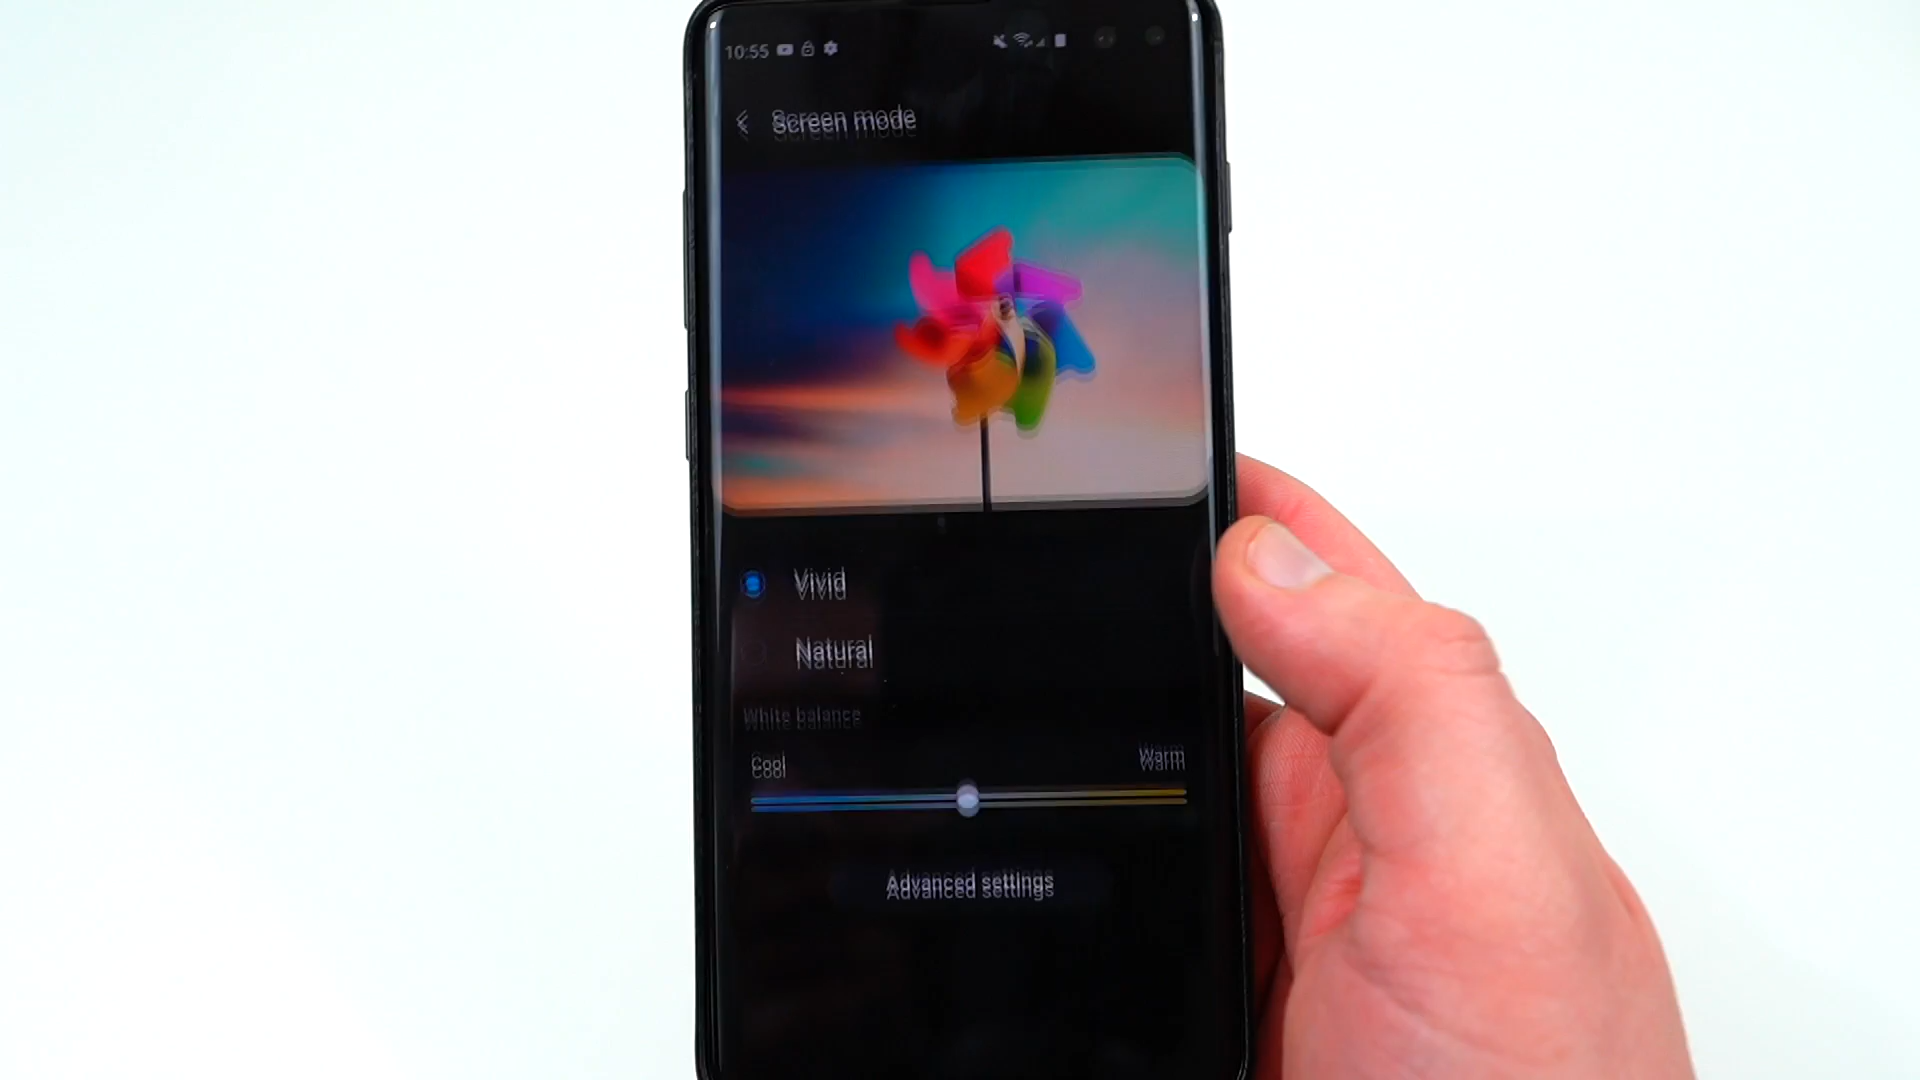 10:55
Screen mode
Vivid
Natural
White balance
Cool
Warm
Advanced settings